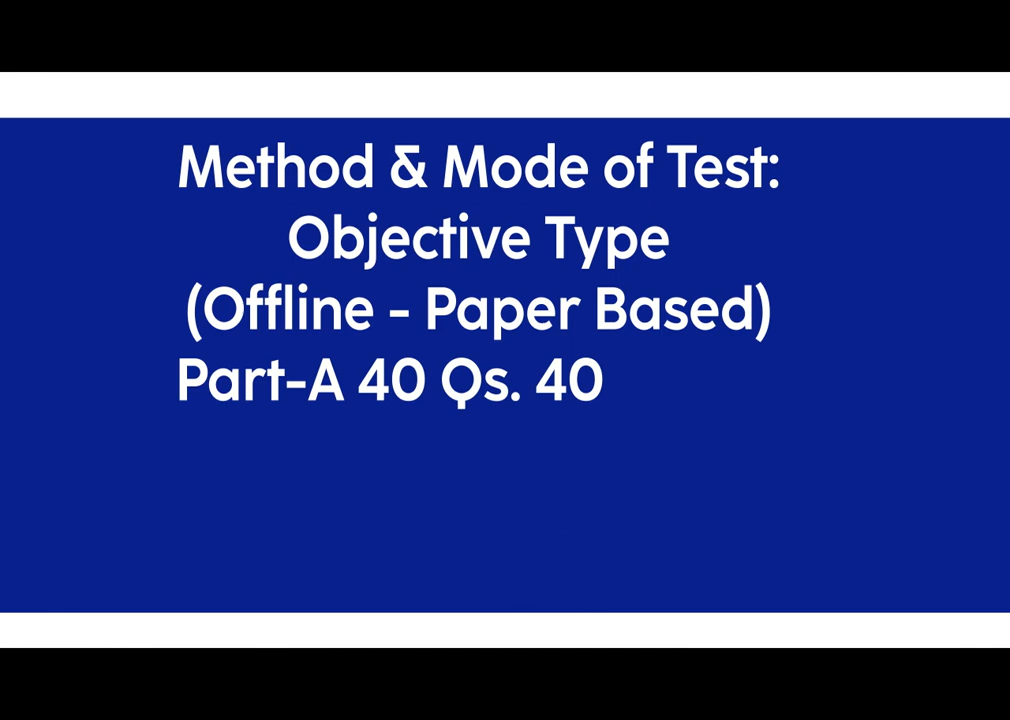 Method & Mode of Test:
Objective Type
(Offline - Paper Based)
Part-A 40 Qs. 40